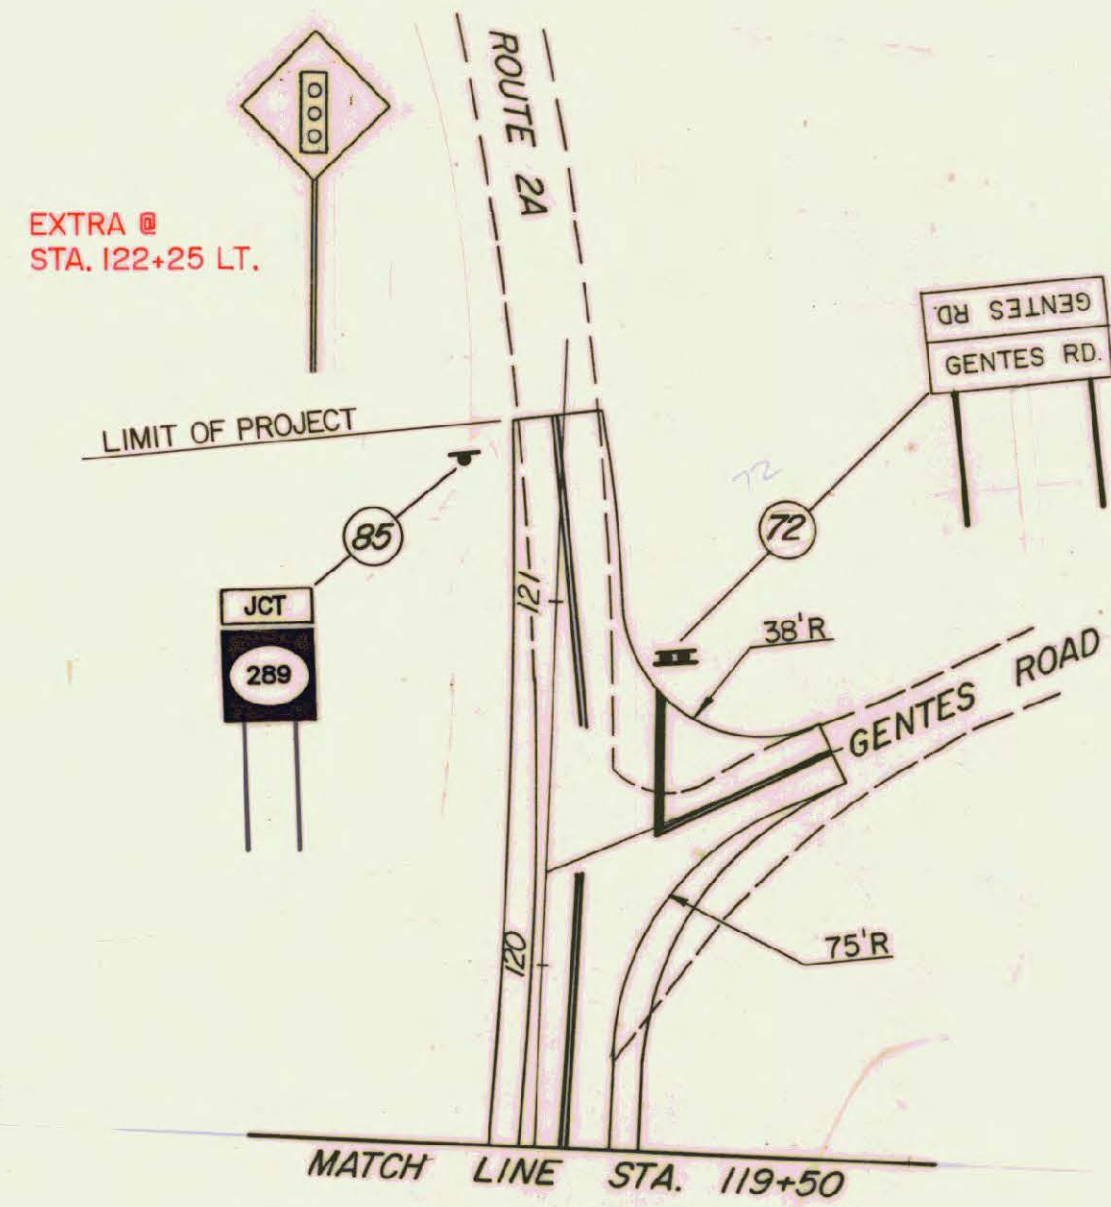 ROUTE 2A
EXTRA @
STA. 122+25 LT.
GENTES RD.
GENTES RD.
LIMIT OF PROJECT
72
85
72
121
JCT
289
38'R
GENTES ROAD
120
75'R
MATCH LINE STA. 119+50